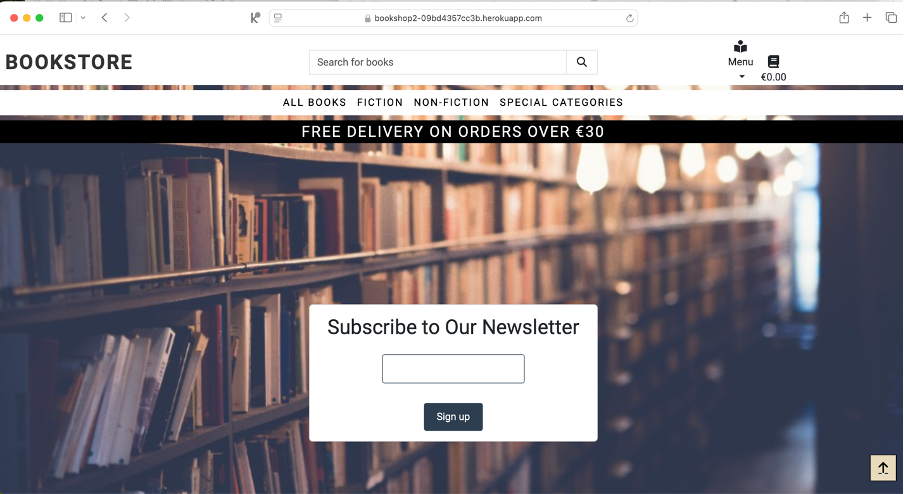 bookshop2-09bd4357cc3b.herokuapp.com
BOOKSTORE
Search for books
Menu
€0.00
ALL BOOKS FICTION NON-FICTION SPECIAL CATEGORIES
FREE DELIVERY ON ORDERS OVER €30
Subscribe to Our Newsletter
Sign up